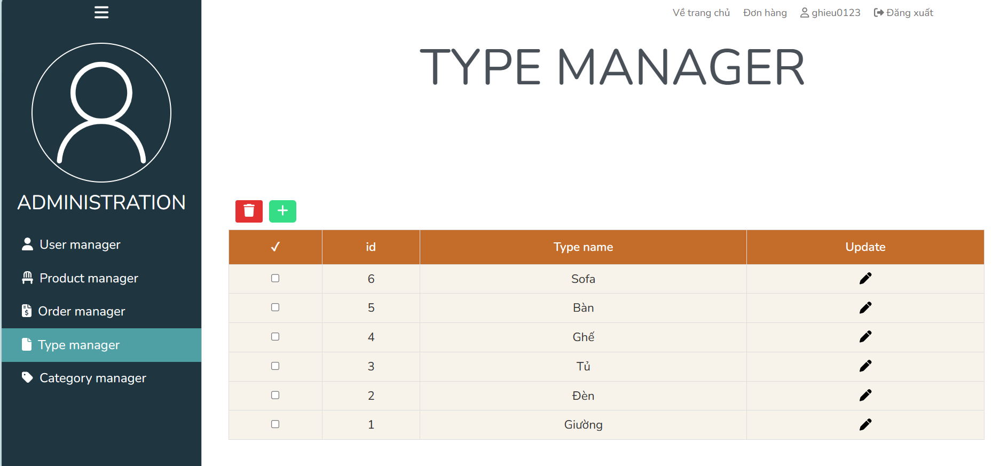 Về trang chủ Đơn hàng ghieu0123 Đăng xuất
TYPE MANAGER
ADMINISTRATION
User manager
Product manager
Order manager
Type manager
Category manager
✓ id Type name Update
6 Sofa
5 Bàn
4 Ghế
3 Tủ
2 Đèn
1 Giường